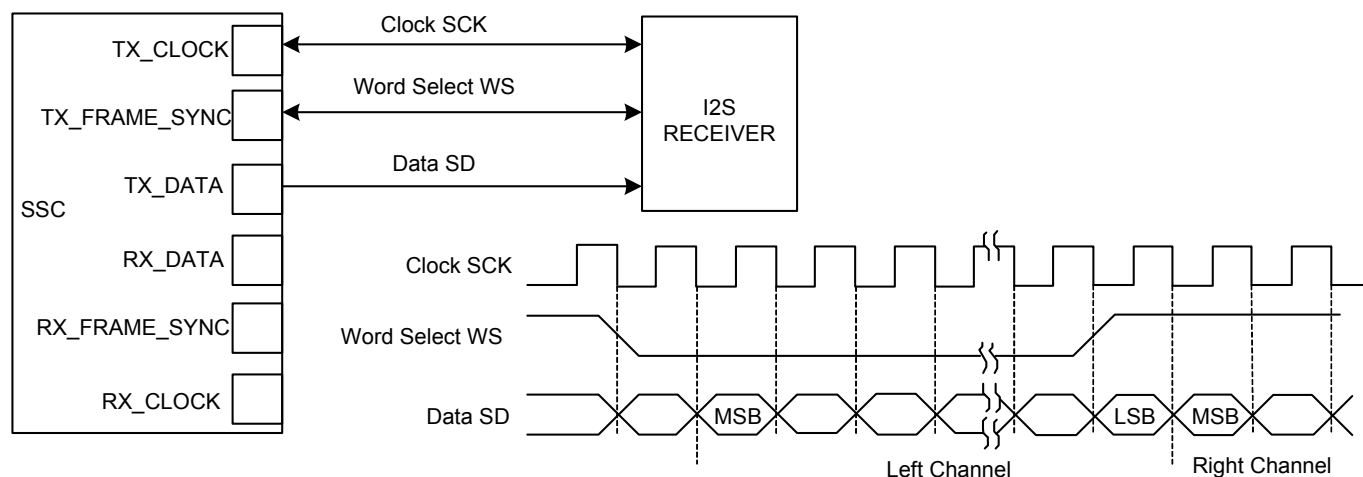 Clock SCK
TX_CLOCK
Word Select WS
TX_FRAME_SYNC
I2S
RECEIVER
Data SD
TX_DATA
SSC
RX_DATA
RX_FRAME_SYNC
RX_CLOCK
Clock SCK
Word Select WS
Data SD
MSB
LSB
MSB
Left Channel
Right Channel